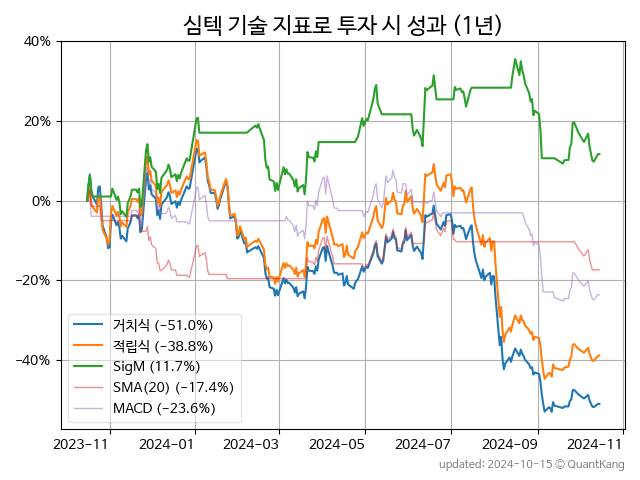 심텍 기술 지표로 투자 시 성과 (1년)
40%
20%
0%
−20%
−40%
거치식 (−51.0%)
적립식 (−38.8%)
SigM (11.7%)
SMA(20) (−17.4%)
MACD (−23.6%)
2023-11 2024-01 2024-03 2024-05 2024-07 2024-09 2024-11
updated: 2024-10-15 © QuantKang